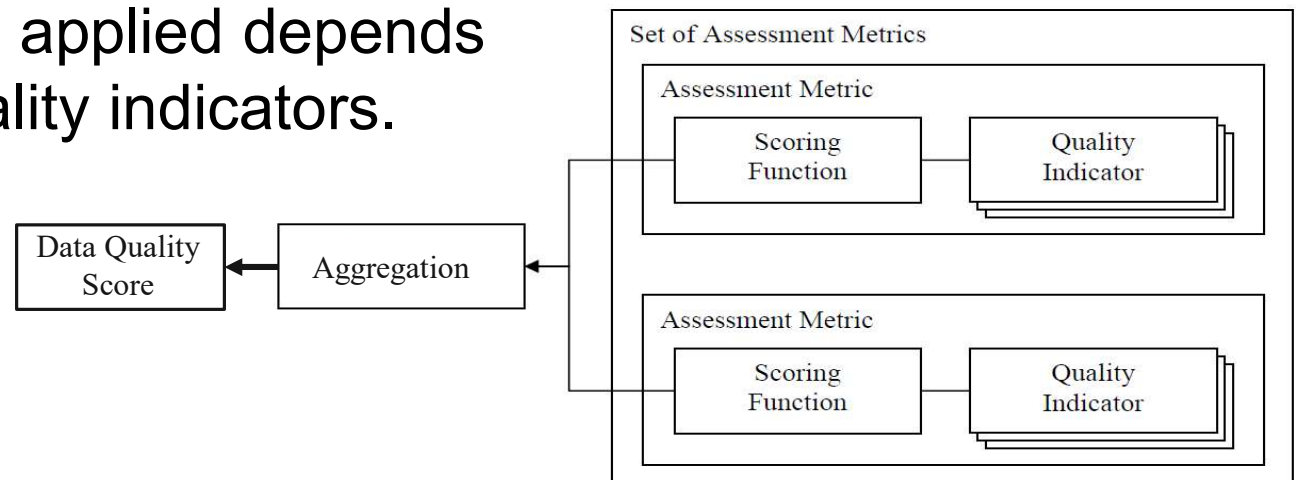 applied depends
ality indicators.
Set of Assessment Metrics
Assessment Metric
Scoring
Function
Quality
Indicator
Data Quality
Score
Aggregation
Assessment Metric
Scoring
Function
Quality
Indicator